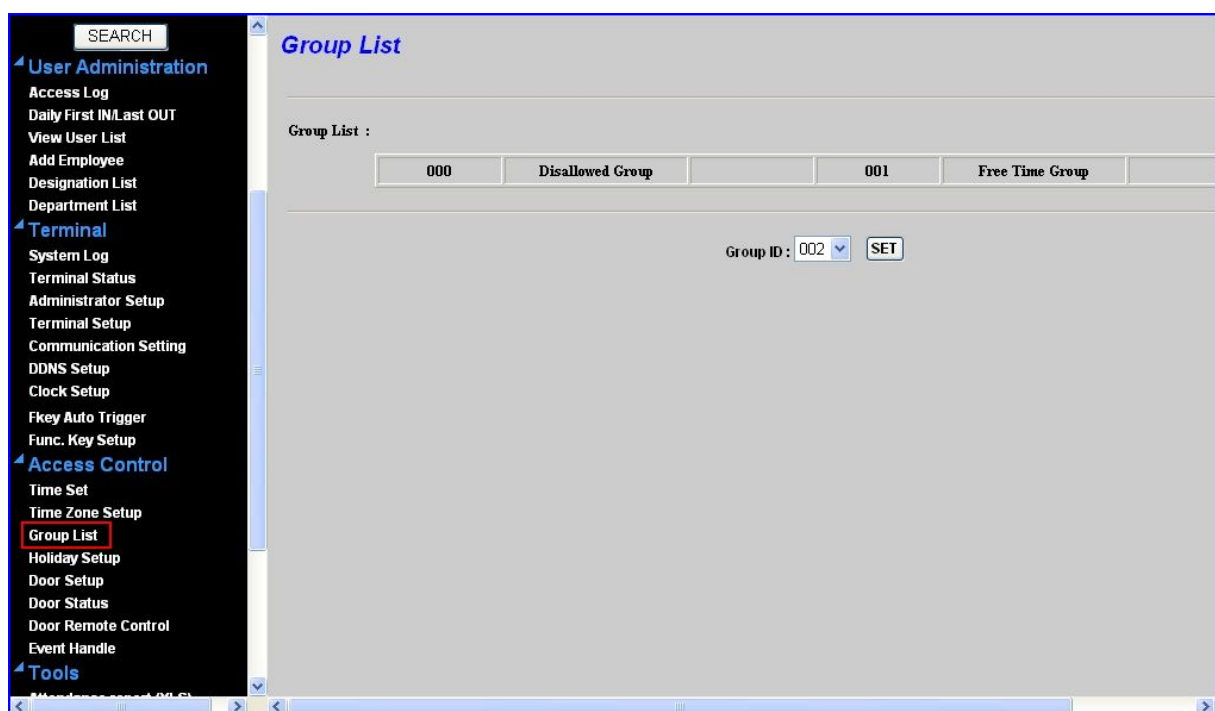 SEARCH
User Administration
Access Log
Daily First IN/Last OUT
View User List
Add Employee
Designation List
Department List
Terminal
System Log
Terminal Status
Administrator Setup
Terminal Setup
Communication Setting
DDNS Setup
Clock Setup
Fkey Auto Trigger
Func. Key Setup
Access Control
Time Set
Time Zone Setup
Group List
Holiday Setup
Door Setup
Door Status
Door Remote Control
Event Handle
Tools
Group List
Group List :
000 Disallowed Group 001 Free Time Group
Group ID : 002 SET